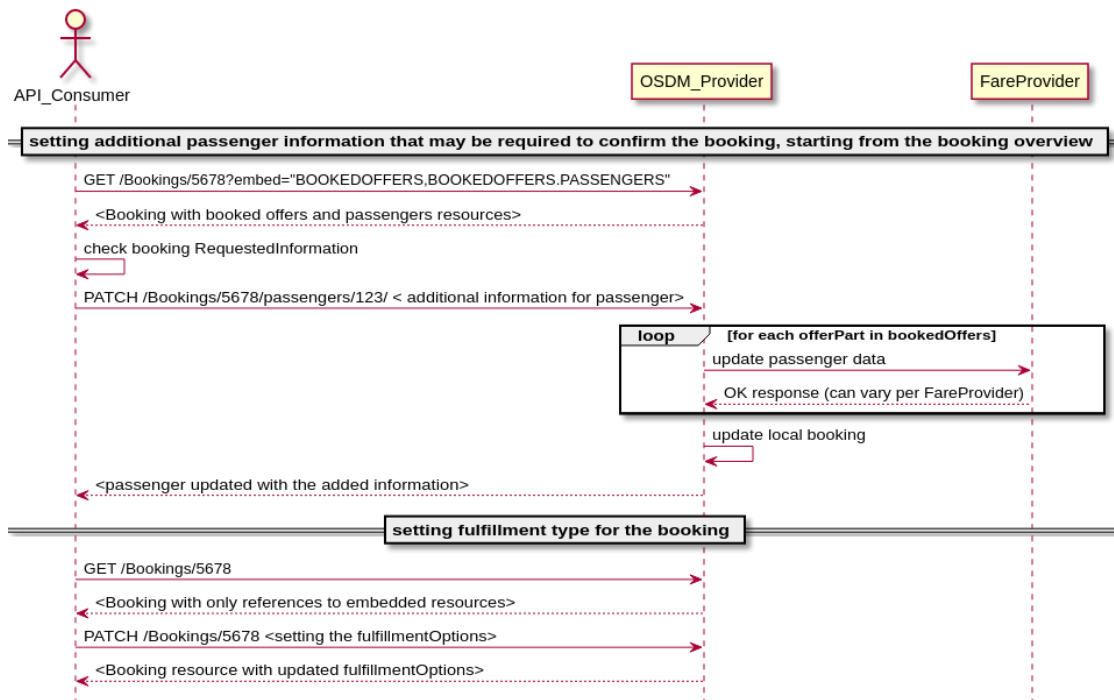 API_Consumer
OSDM_Provider
FareProvider
setting additional passenger information that may be required to confirm the booking, starting from the booking overview
GET /Bookings/5678?embed="BOOKEDOFFERS,BOOKEDOFFERS.PASSENGERS"
<Booking with booked offers and passengers resources>
check booking RequestedInformation
PATCH /Bookings/5678/passengers/123/ < additional information for passenger>
loop
[for each offerPart in bookedOffers]
update passenger data
OK response (can vary per FareProvider)
update local booking
<passenger updated with the added information>
setting fulfillment type for the booking
GET /Bookings/5678
<Booking with only references to embedded resources>
PATCH /Bookings/5678 <setting the fulfillmentOptions>
<Booking resource with updated fulfillmentOptions>